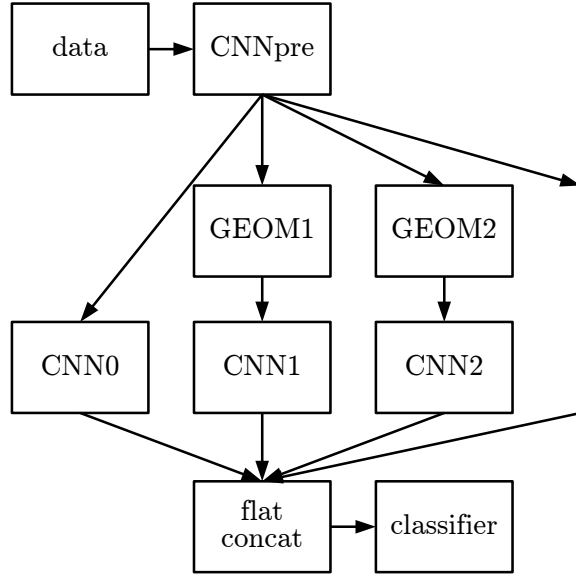 data
CNNpre
GEOM1
GEOM2
CNN0
CNN1
CNN2
flat
concat
classifier